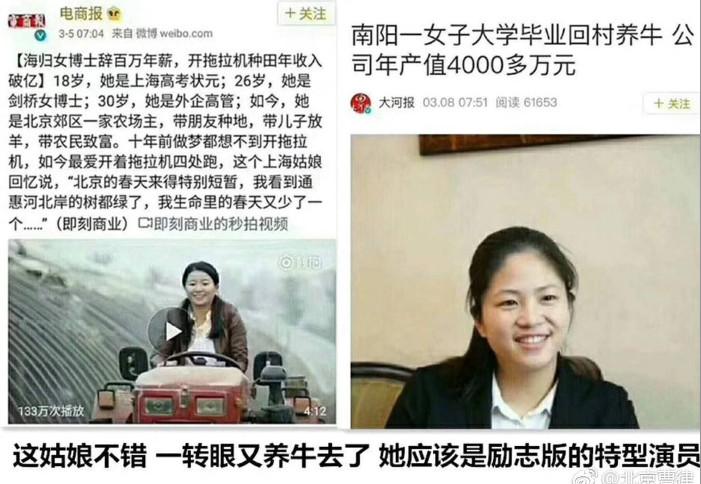 电商报
3-5 07:04 来自 微博 weibo.com
+关注
【海归女博士辞百万年薪，开拖拉机种田年收入
破亿】18岁，她是上海高考状元；26岁，她是
剑桥女博士；30岁，她是外企高管；如今，她
是北京郊区一家农场主，带朋友种地，带儿子放
羊，带农民致富。十年前做梦都想不到开拖拉
机，如今最爱开着拖拉机四处跑，这个上海姑娘
回忆说，“北京的春天来得特别短暂，我看到通
惠河北岸的树都绿了，我生命里的春天又少了一
个……”（即刻商业）即刻商业的秒拍视频
133万次播放
4:12
南阳一女子大学毕业回村养牛 公
司年产值4000多万元
大河报
03.08 07:51 阅读 61653
+关注
这姑娘不错 一转眼又养牛去了 她应该是励志版的特型演员
@北京曹律